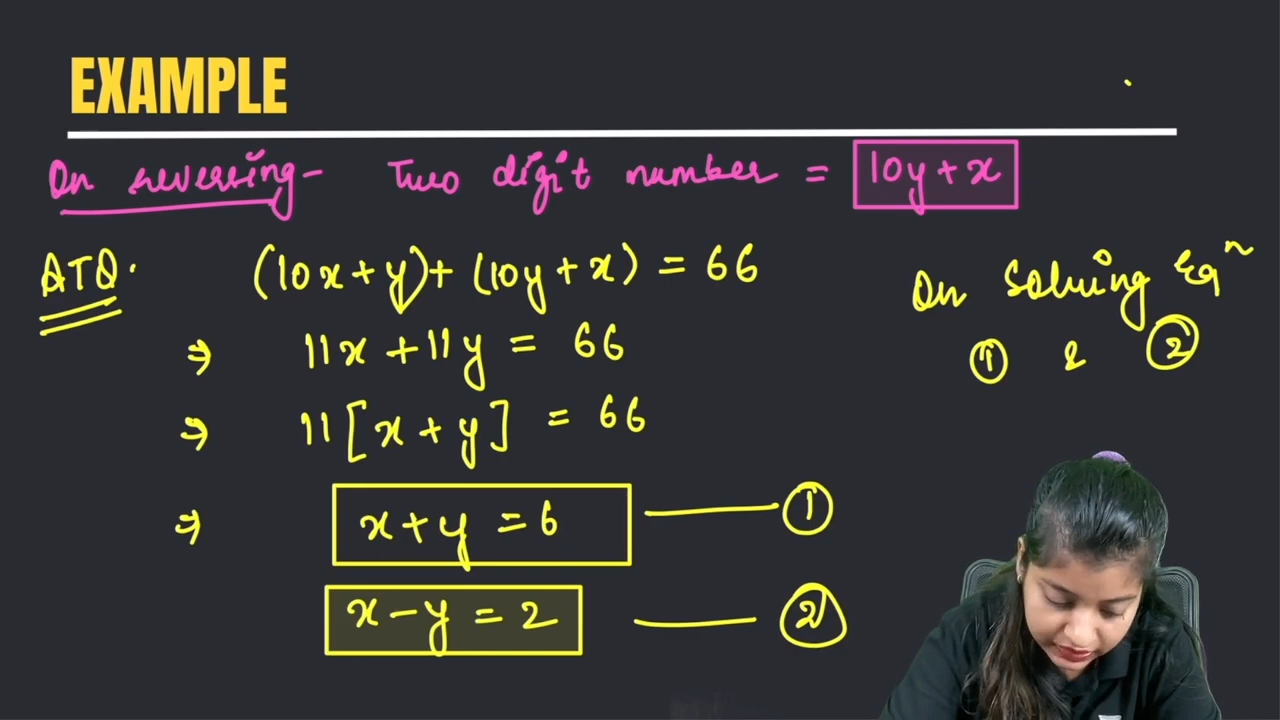 EXAMPLE
On reversing- Two digit number = 10y + x
ATQ. (10x + y) + (10y + x) = 66
⇒ 11x + 11y = 66
⇒ 11[x + y] = 66
⇒ x + y = 6 —— ①
x - y = 2 —— ②
On Solving Eqⁿ
① & ②